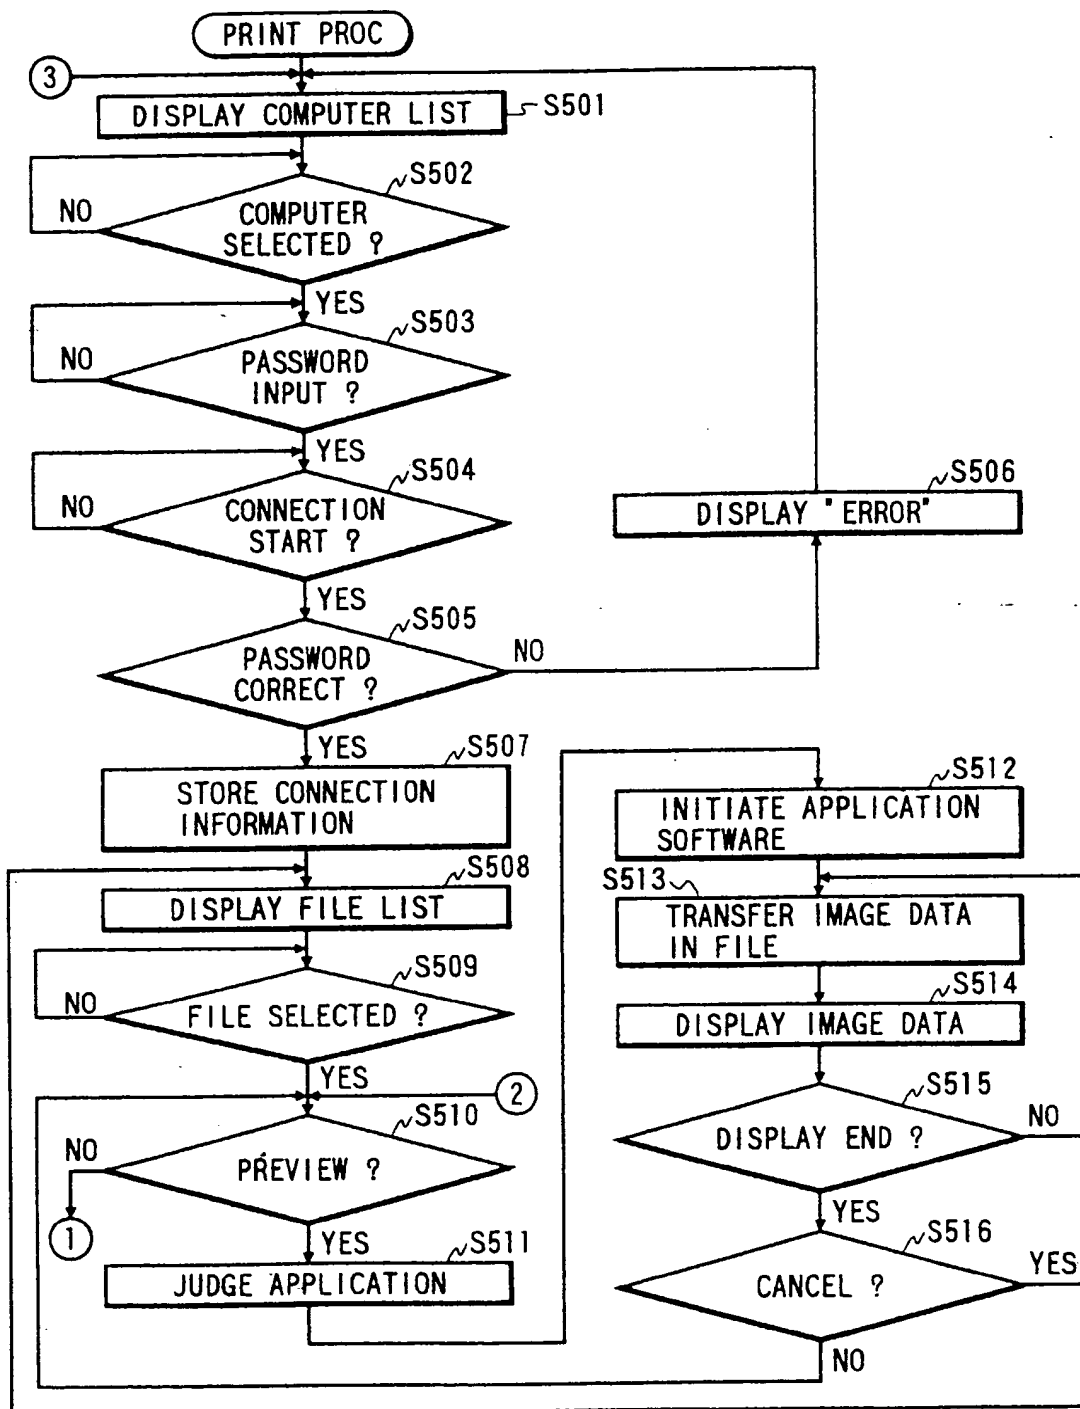 PRINT PROC
3
DISPLAY COMPUTER LIST
S501
S502
NO
COMPUTER
SELECTED ?
YES
S503
NO
PASSWORD
INPUT ?
YES
S504
NO
CONNECTION
START ?
S506
DISPLAY "ERROR"
YES
S505
PASSWORD
CORRECT ?
NO
YES
S507
STORE CONNECTION
INFORMATION
S508
DISPLAY FILE LIST
S509
NO
FILE SELECTED ?
YES
2
S510
NO
PREVIEW ?
1
YES
S511
JUDGE APPLICATION
S512
INITIATE APPLICATION
SOFTWARE
S513
TRANSFER IMAGE DATA
IN FILE
S514
DISPLAY IMAGE DATA
S515
DISPLAY END ?
NO
YES
S516
CANCEL ?
YES
NO